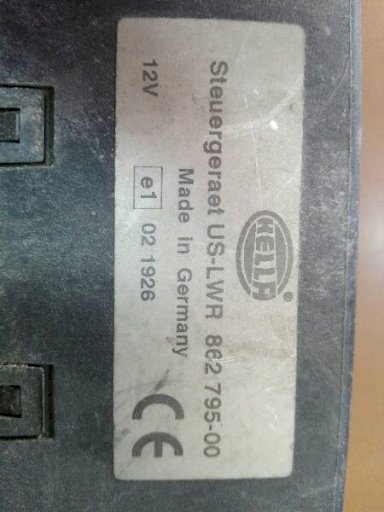 HELLA
Steuergeraet US-LWR 862 795-00
Made in Germany
12V e1 02 1926
CE